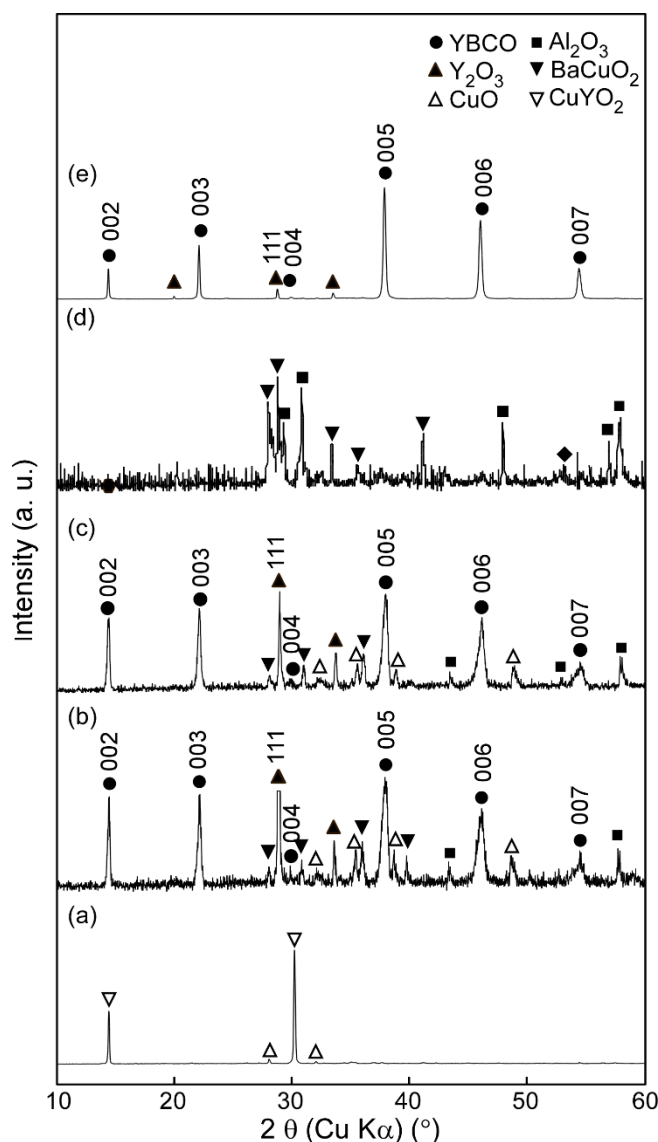 YBCO
Al₂O₃
Y₂O₃
BaCuO₂
CuO
CuYO₂
(e)
002
003
111
004
005
006
007
(d)
(c)
002
003
111
004
005
006
007
(b)
002
003
111
004
005
006
007
(a)
Intensity (a. u.)
10 20 30 40 50 60
2 θ (Cu Kα) (°)